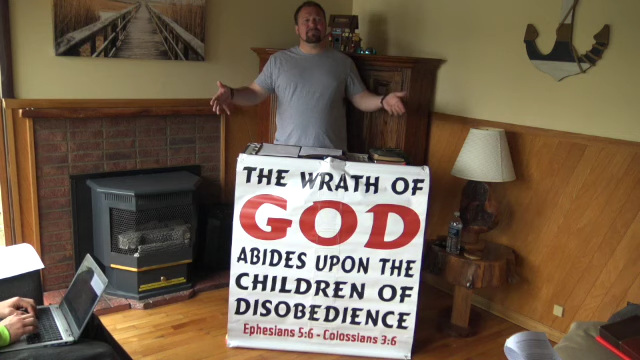 THE WRATH OF
GOD
ABIDES UPON THE
CHILDREN OF
DISOBEDIENCE
Ephesians 5:6 - Colossians 3:6